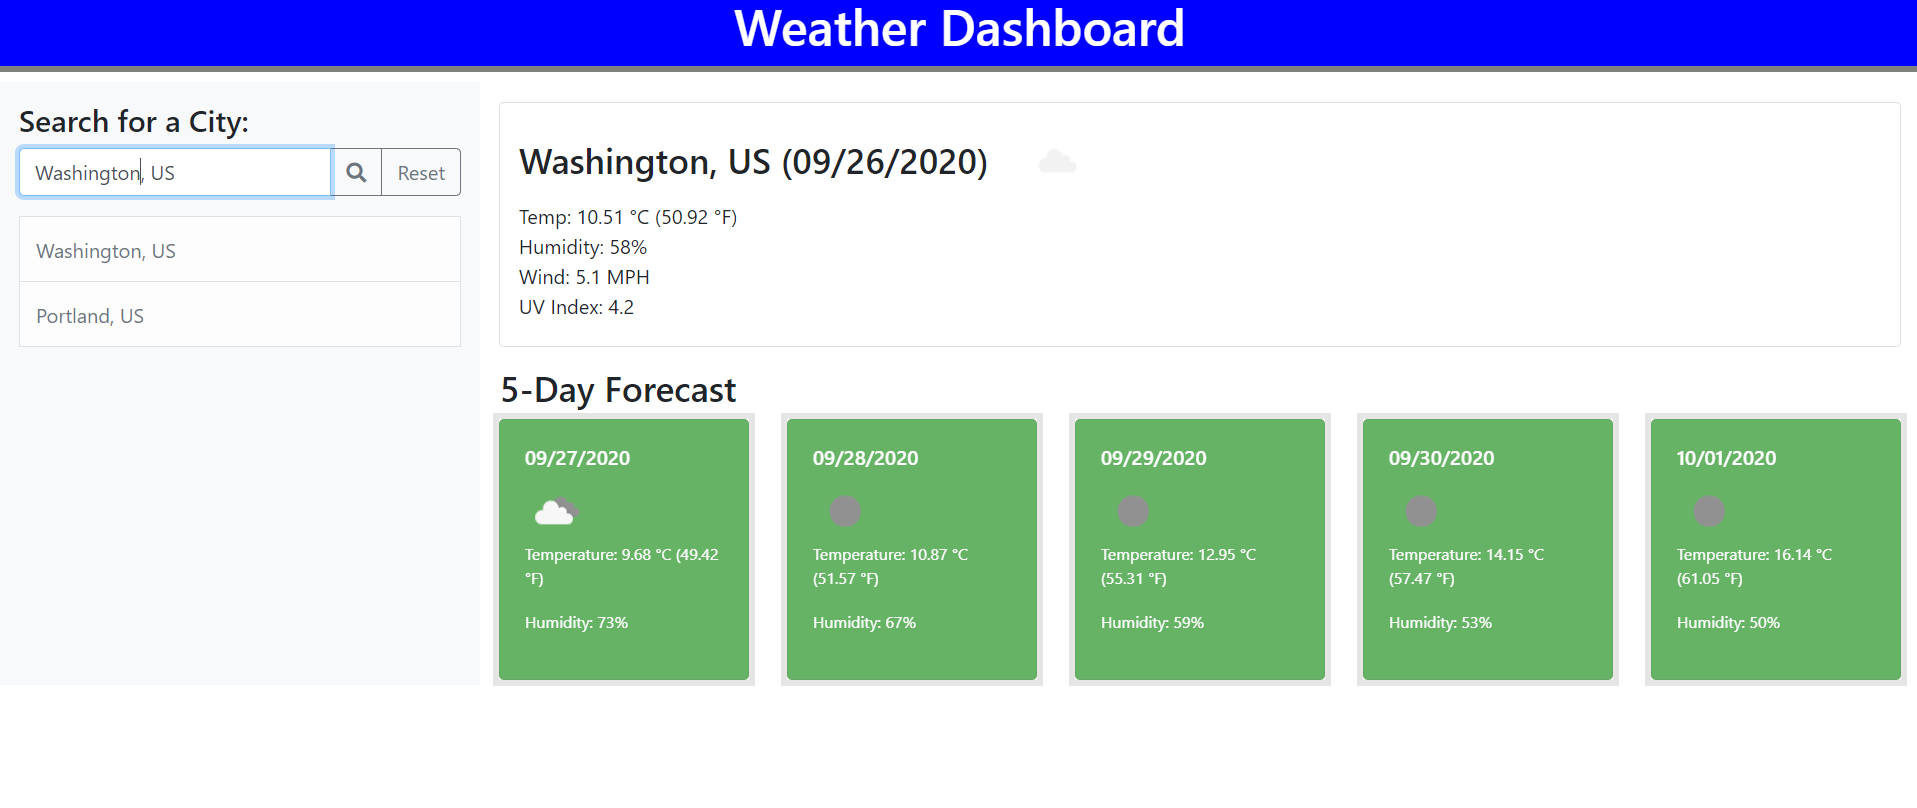 Weather Dashboard
Search for a City:
Washington, US
Reset
Washington, US
Portland, US
Washington, US (09/26/2020)
Temp: 10.51 °C (50.92 °F)
Humidity: 58%
Wind: 5.1 MPH
UV Index: 4.2
5-Day Forecast
09/27/2020
Temperature: 9.68 °C (49.42
°F)
Humidity: 73%
09/28/2020
Temperature: 10.87 °C
(51.57 °F)
Humidity: 67%
09/29/2020
Temperature: 12.95 °C
(55.31 °F)
Humidity: 59%
09/30/2020
Temperature: 14.15 °C
(57.47 °F)
Humidity: 53%
10/01/2020
Temperature: 16.14 °C
(61.05 °F)
Humidity: 50%